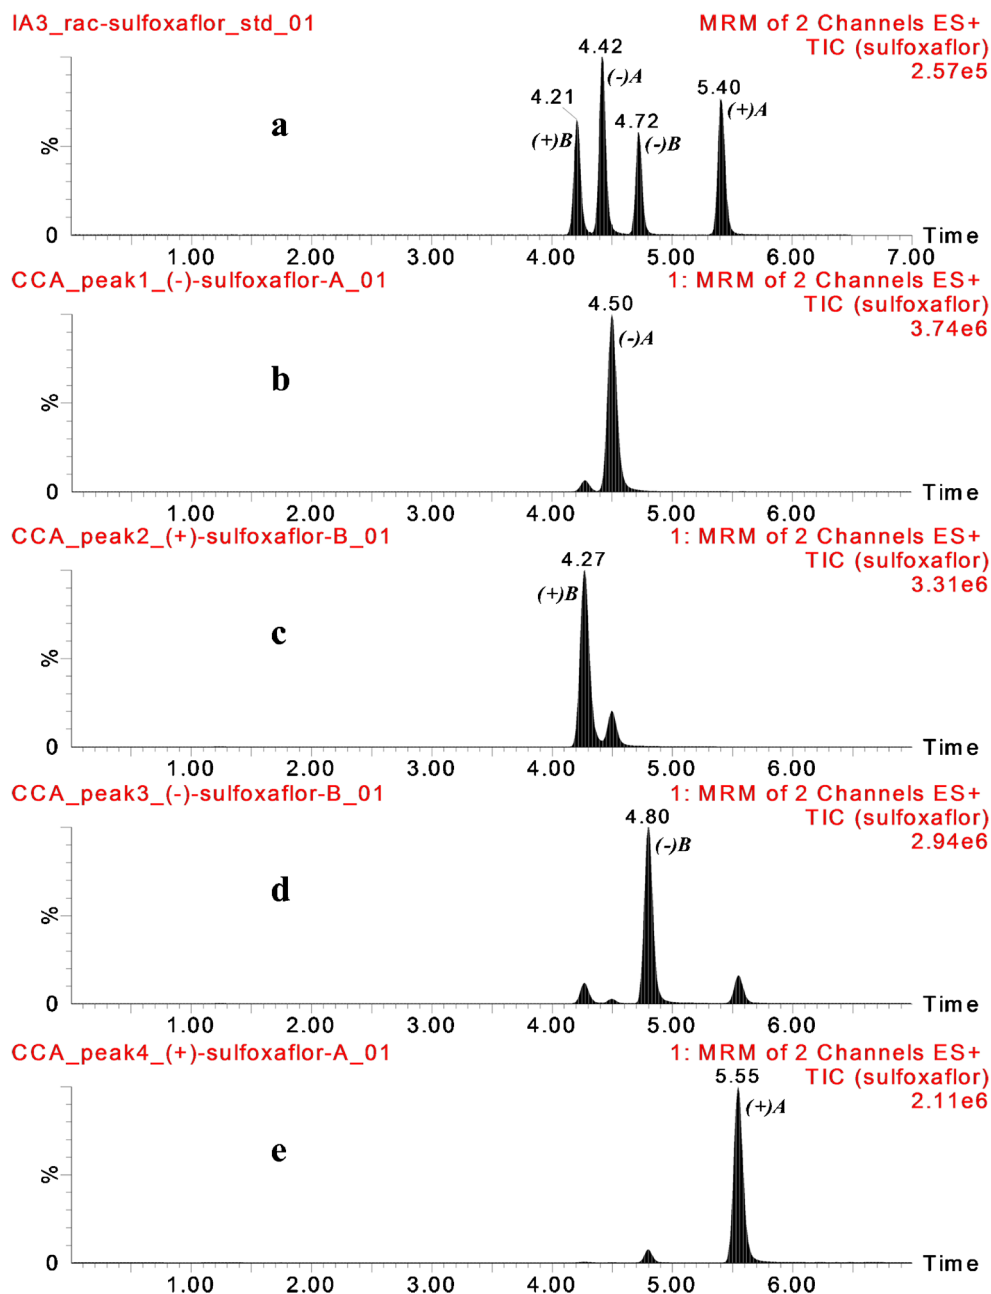 IA3_rac-sulfoxaflor_std_01
MRM of 2 Channels ES+
TIC (sulfoxaflor)
2.57e5
4.42
(-)A
4.21
(+)B
4.72
(-)B
5.40
(+)A
a
%
0
1.00 2.00 3.00 4.00 5.00 6.00 7.00 Time
CCA_peak1_(-)-sulfoxaflor-A_01
1: MRM of 2 Channels ES+
TIC (sulfoxaflor)
3.74e6
4.50
(-)A
b
%
0
1.00 2.00 3.00 4.00 5.00 6.00 Time
CCA_peak2_(+)-sulfoxaflor-B_01
1: MRM of 2 Channels ES+
TIC (sulfoxaflor)
3.31e6
4.27
(+)B
c
%
0
1.00 2.00 3.00 4.00 5.00 6.00 Time
CCA_peak3_(-)-sulfoxaflor-B_01
1: MRM of 2 Channels ES+
TIC (sulfoxaflor)
2.94e6
4.80
(-)B
d
%
0
1.00 2.00 3.00 4.00 5.00 6.00 Time
CCA_peak4_(+)-sulfoxaflor-A_01
1: MRM of 2 Channels ES+
TIC (sulfoxaflor)
2.11e6
5.55
(+)A
e
%
0
1.00 2.00 3.00 4.00 5.00 6.00 Time